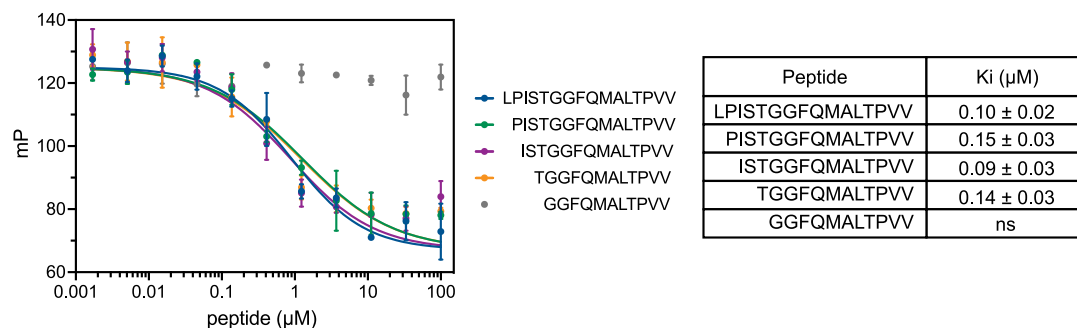 140
120
100
80
60
mP
0.001
0.01
0.1
1
10
100
peptide (µM)
LPISTGGFQMALTPVV
PISTGGFQMALTPVV
ISTGGFQMALTPVV
TGGFQMALTPVV
GGFQMALTPVV
Peptide Ki (µM)
LPISTGGFQMALTPVV 0.10 ± 0.02
PISTGGFQMALTPVV 0.15 ± 0.03
ISTGGFQMALTPVV 0.09 ± 0.03
TGGFQMALTPVV 0.14 ± 0.03
GGFQMALTPVV ns